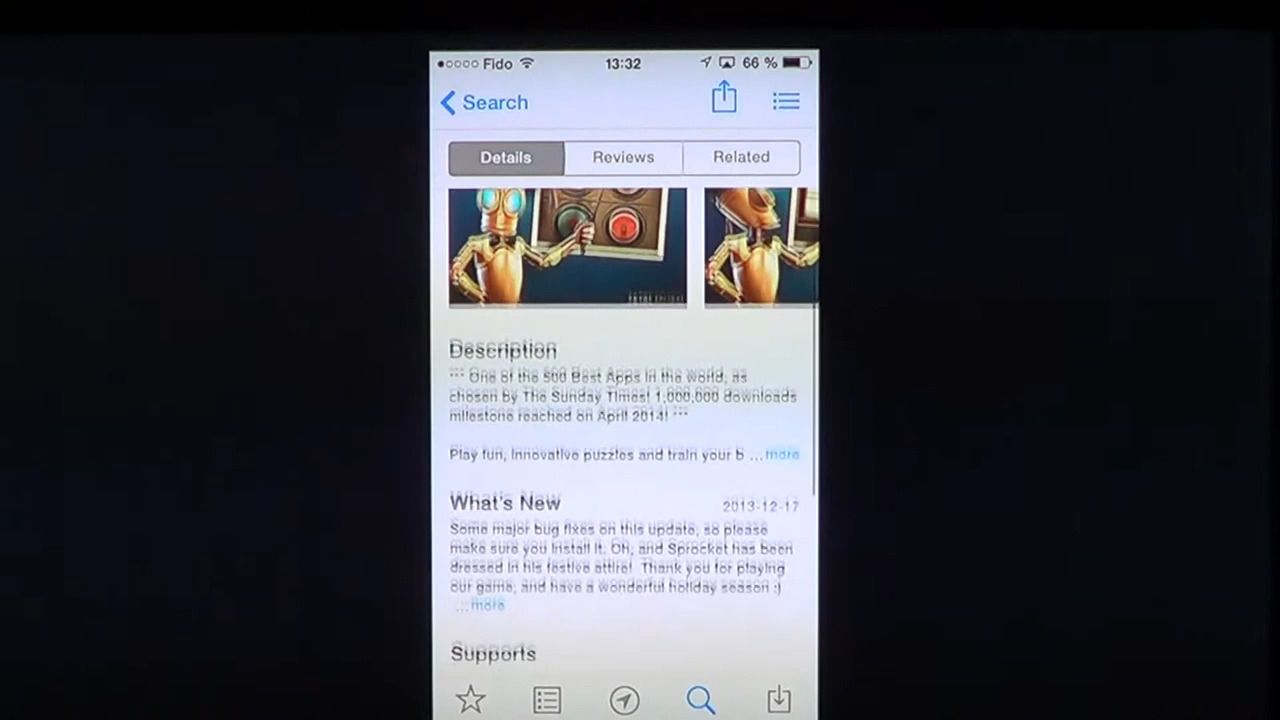 Fido 13:32 66 %
Search
Details Reviews Related
Description
*** One of the 500 Best Apps in the world, as
chosen by The Sunday Times! 1,000,000 downloads
milestone reached on April 2014! ***
Play fun, innovative puzzles and train your b ...more
What's New 2013-12-17
Some major bug fixes on this update, so please
make sure you install it. Oh, and Sprocket has been
dressed in his festive attire! Thank you for playing
our game, and have a wonderful holiday season :)
...more
Supports